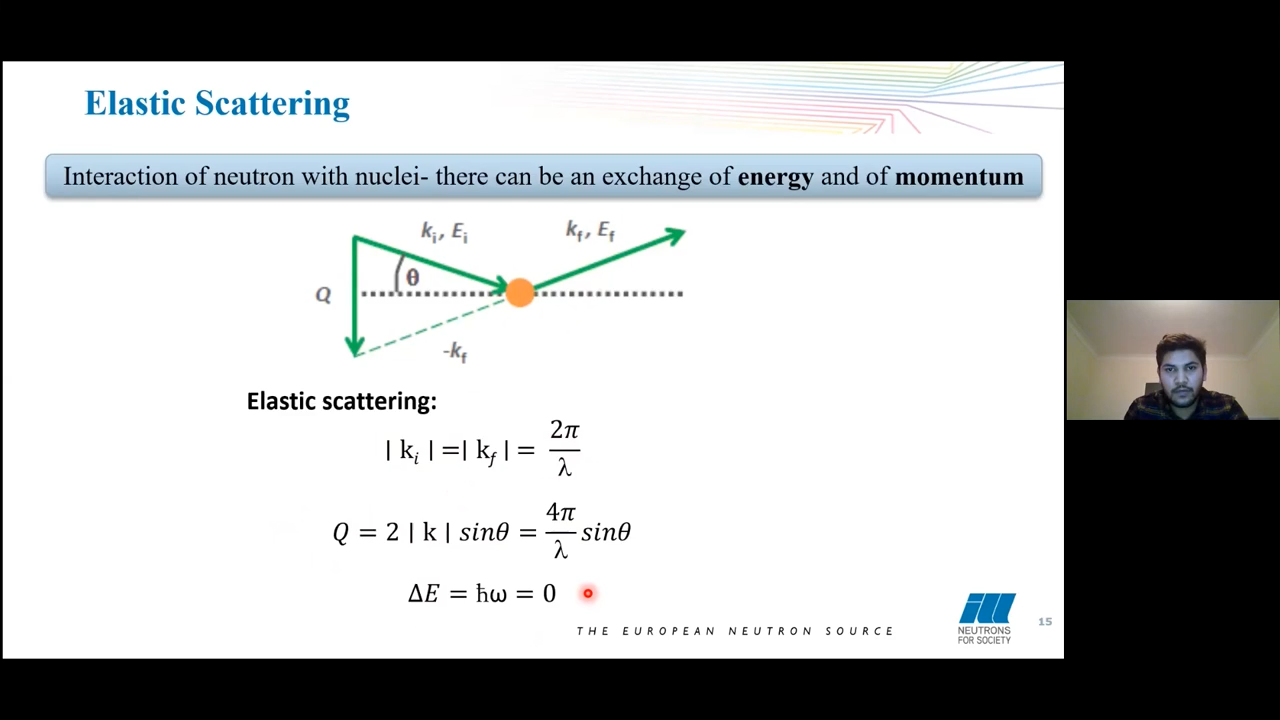 Elastic Scattering
Interaction of neutron with nuclei- there can be an exchange of energy and of momentum
kᵢ, Eᵢ
k_f, E_f
θ
Q
-k_f
Elastic scattering:
| kᵢ | =| k_f | = 2π/λ
Q = 2 | k | sinθ = 4π/λ sinθ
ΔE = ħω = 0
THE EUROPEAN NEUTRON SOURCE
ill
NEUTRONS
FOR SOCIETY
15